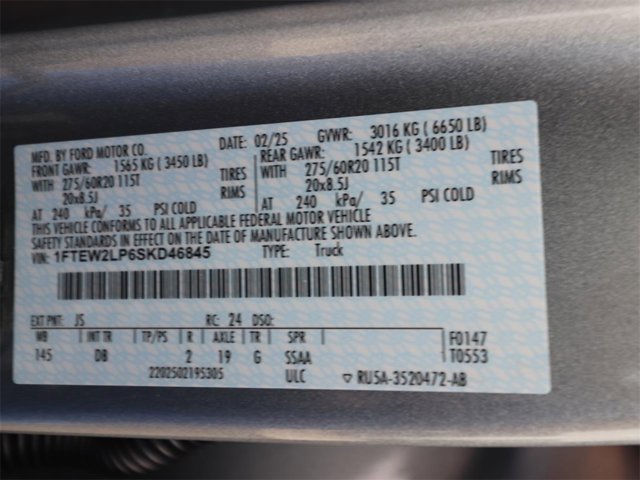 MFD. BY FORD MOTOR CO. DATE: 02/25 GVWR: 3016 KG ( 6650 LB)
FRONT GAWR: 1565 KG ( 3450 LB) REAR GAWR: 1542 KG ( 3400 LB)
WITH 275/60R20 115T TIRES WITH 275/60R20 115T TIRES
20x8.5J RIMS 20x8.5J RIMS
AT 240 kPa/ 35 PSI COLD AT 240 kPa/ 35 PSI COLD
THIS VEHICLE CONFORMS TO ALL APPLICABLE FEDERAL MOTOR VEHICLE
SAFETY STANDARDS IN EFFECT ON THE DATE OF MANUFACTURE SHOWN ABOVE.
VIN: 1FTEW2LP6SKD46845 TYPE: Truck
EXT PNT: JS RC: 24 DSO:
WB INT TR TP/PS R AXLE TR SPR F0147
145 DB 2 19 G SSAA T0553
2202502195305 ULC ▽ RU5A-3520472-AB